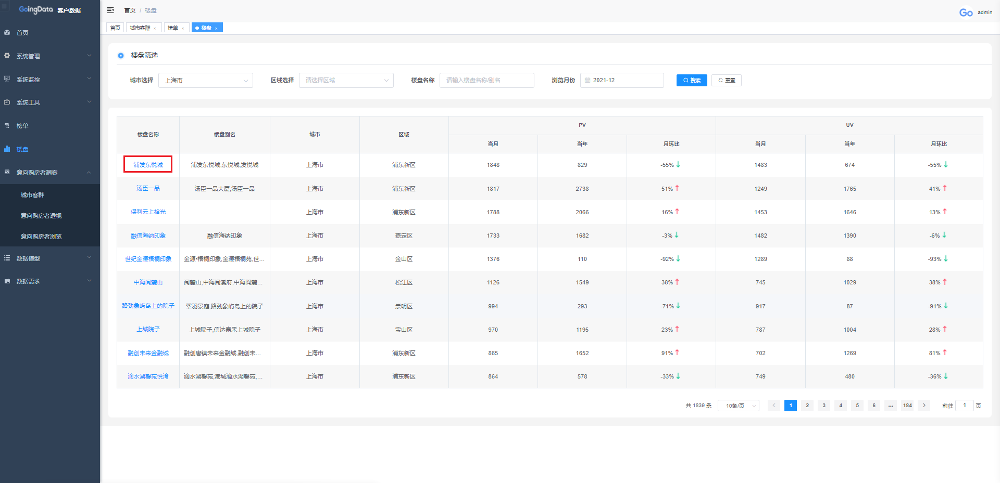 GoingData 客户数据
首页 / 楼盘
Go admin
首页 城市客群 × 榜单 × 楼盘 ×
首页
系统管理
系统监控
系统工具
榜单
楼盘
意向购房者洞察
城市客群
意向购房者透视
意向购房者浏览
数据模型
数据需求
楼盘筛选
城市选择 上海市 区域选择 请选择区域 楼盘名称 请输入楼盘名称/别名 浏览月份 2021-12 搜索 重置
楼盘名称 楼盘别名 城市 区域 PV UV
当月 当年 月环比 当月 当年 月环比
浦发东悦城 浦发东悦城,东悦城,发悦城 上海市 浦东新区 1848 829 -55% ↓ 1483 674 -55% ↓
汤臣一品 汤臣一品大厦,汤臣一品 上海市 浦东新区 1817 2738 51% ↑ 1249 1765 41% ↑
保利云上拾光 上海市 浦东新区 1788 2066 16% ↑ 1453 1646 13% ↑
融信海纳印象 融信海纳印象 上海市 嘉定区 1733 1682 -3% ↓ 1482 1390 -6% ↓
世纪金源梧桐印象 金源•梧桐印象,金源梧桐苑,世... 上海市 金山区 1376 110 -92% ↓ 1289 88 -93% ↓
中海阅麓山 阅麓山,中海阅溪府,中海閲麓... 上海市 松江区 1126 1549 38% ↑ 745 1029 38% ↑
路劲象屿岛上的院子 翠羽景庭,路劲象屿岛上的院子 上海市 崇明区 994 293 -71% ↓ 917 87 -91% ↓
上城院子 上城院子,信达泰禾上城院子 上海市 宝山区 970 1195 23% ↑ 787 1004 28% ↑
融创未来金融城 融创唐镇未来金融城,融创未... 上海市 浦东新区 865 1652 91% ↑ 702 1269 81% ↑
滴水湖馨苑悦湾 滴水湖馨苑,港城滴水湖馨苑,... 上海市 浦东新区 864 578 -33% ↓ 749 480 -36% ↓
共 1839 条 10条/页 < 1 2 3 4 5 6 ... 184 > 前往 1 页